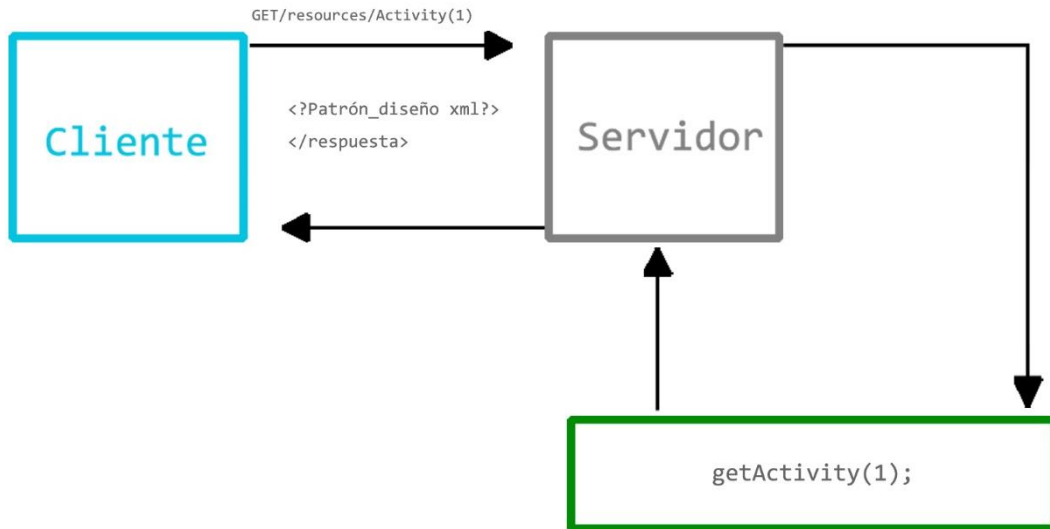 GET/resources/Activity(1)
Cliente
<?Patrón_diseño xml?>
</respuesta>
Servidor
getActivity(1);